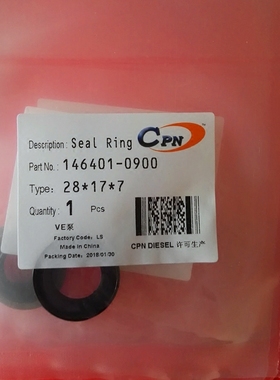 Description: Seal Ring CPN
Part No.: 146401-0900
Type: 28*17*7
Quantity: 1 Pcs
VE泵
Factory Code: LS
Made in China
Packing Date: 2018/01/30
CPN DIESEL 许可生产